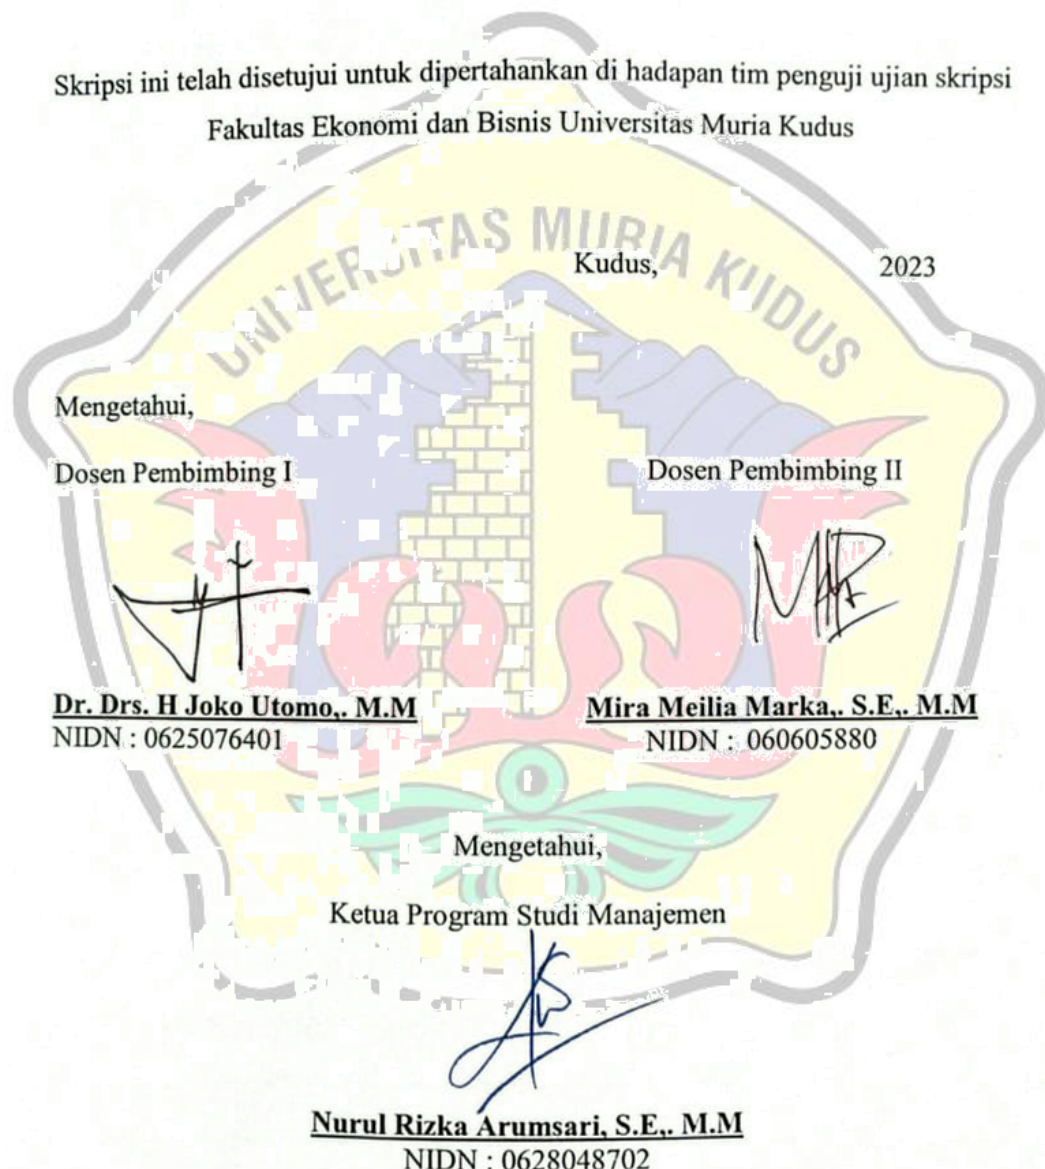 Skripsi ini telah disetujui untuk dipertahankan di hadapan tim penguji ujian skripsi
Fakultas Ekonomi dan Bisnis Universitas Muria Kudus
UNIVERSITAS MURIA KUDUS
Kudus, 2023
Mengetahui,
Dosen Pembimbing I Dosen Pembimbing II
Dr. Drs. H Joko Utomo,. M.M Mira Meilia Marka,. S.E,. M.M
NIDN : 0625076401 NIDN : 060605880
Mengetahui,
Ketua Program Studi Manajemen
Nurul Rizka Arumsari, S.E,. M.M
NIDN : 0628048702